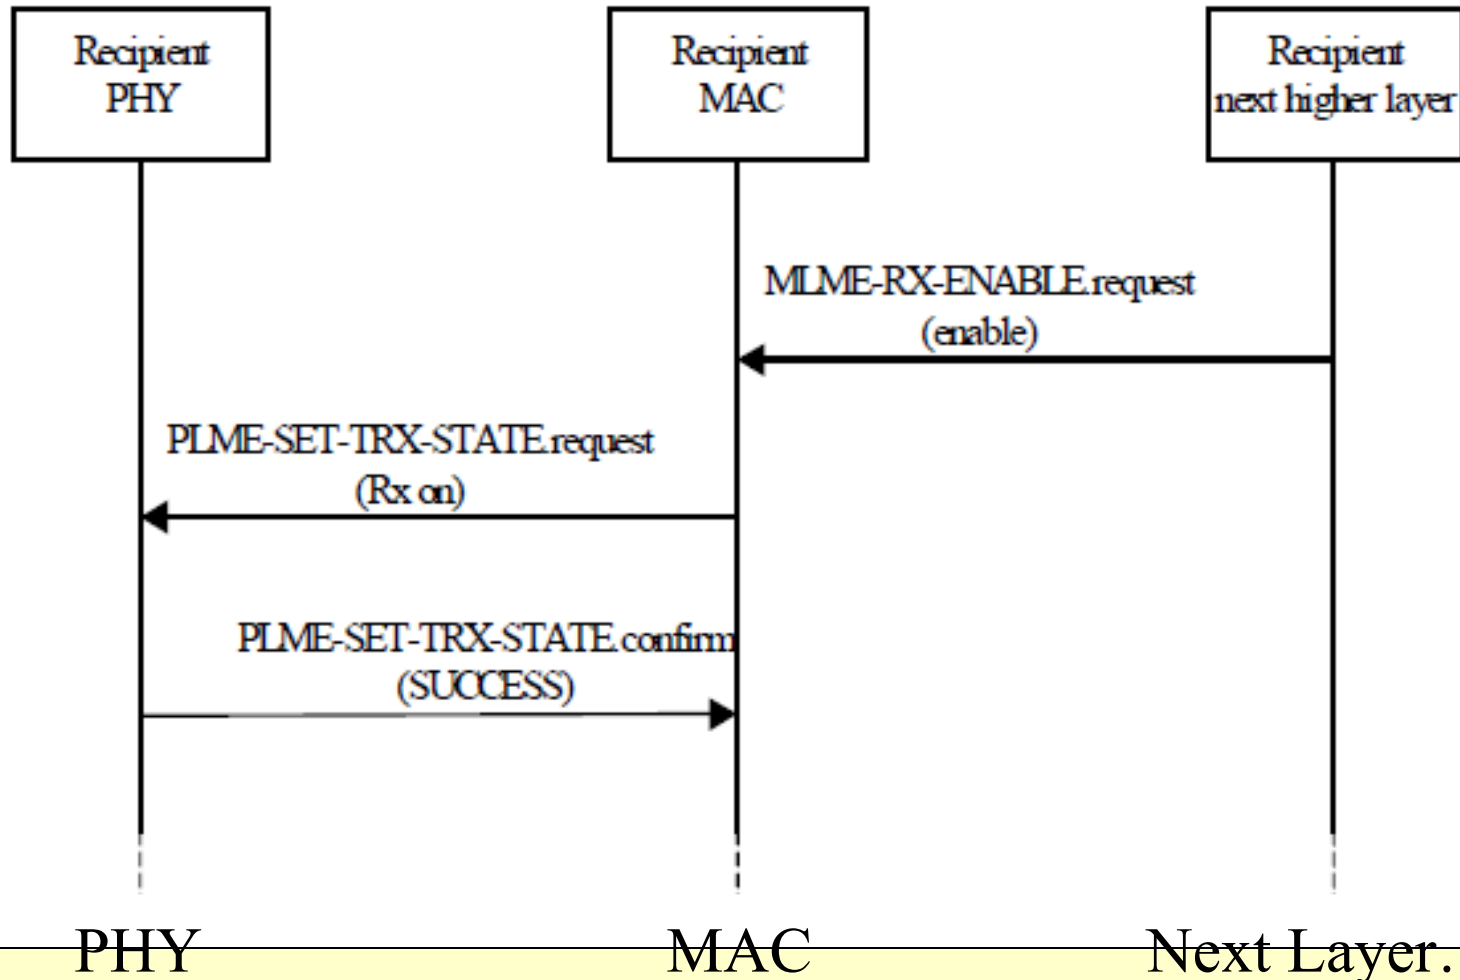 Recipient
PHY
Recipient
MAC
Recipient
next higher layer
MLME-RX-ENABLE.request
(enable)
PLME-SET-TRX-STATE.request
(Rx on)
PLME-SET-TRX-STATE.confirm
(SUCCESS)
PHY MAC Next Layer.